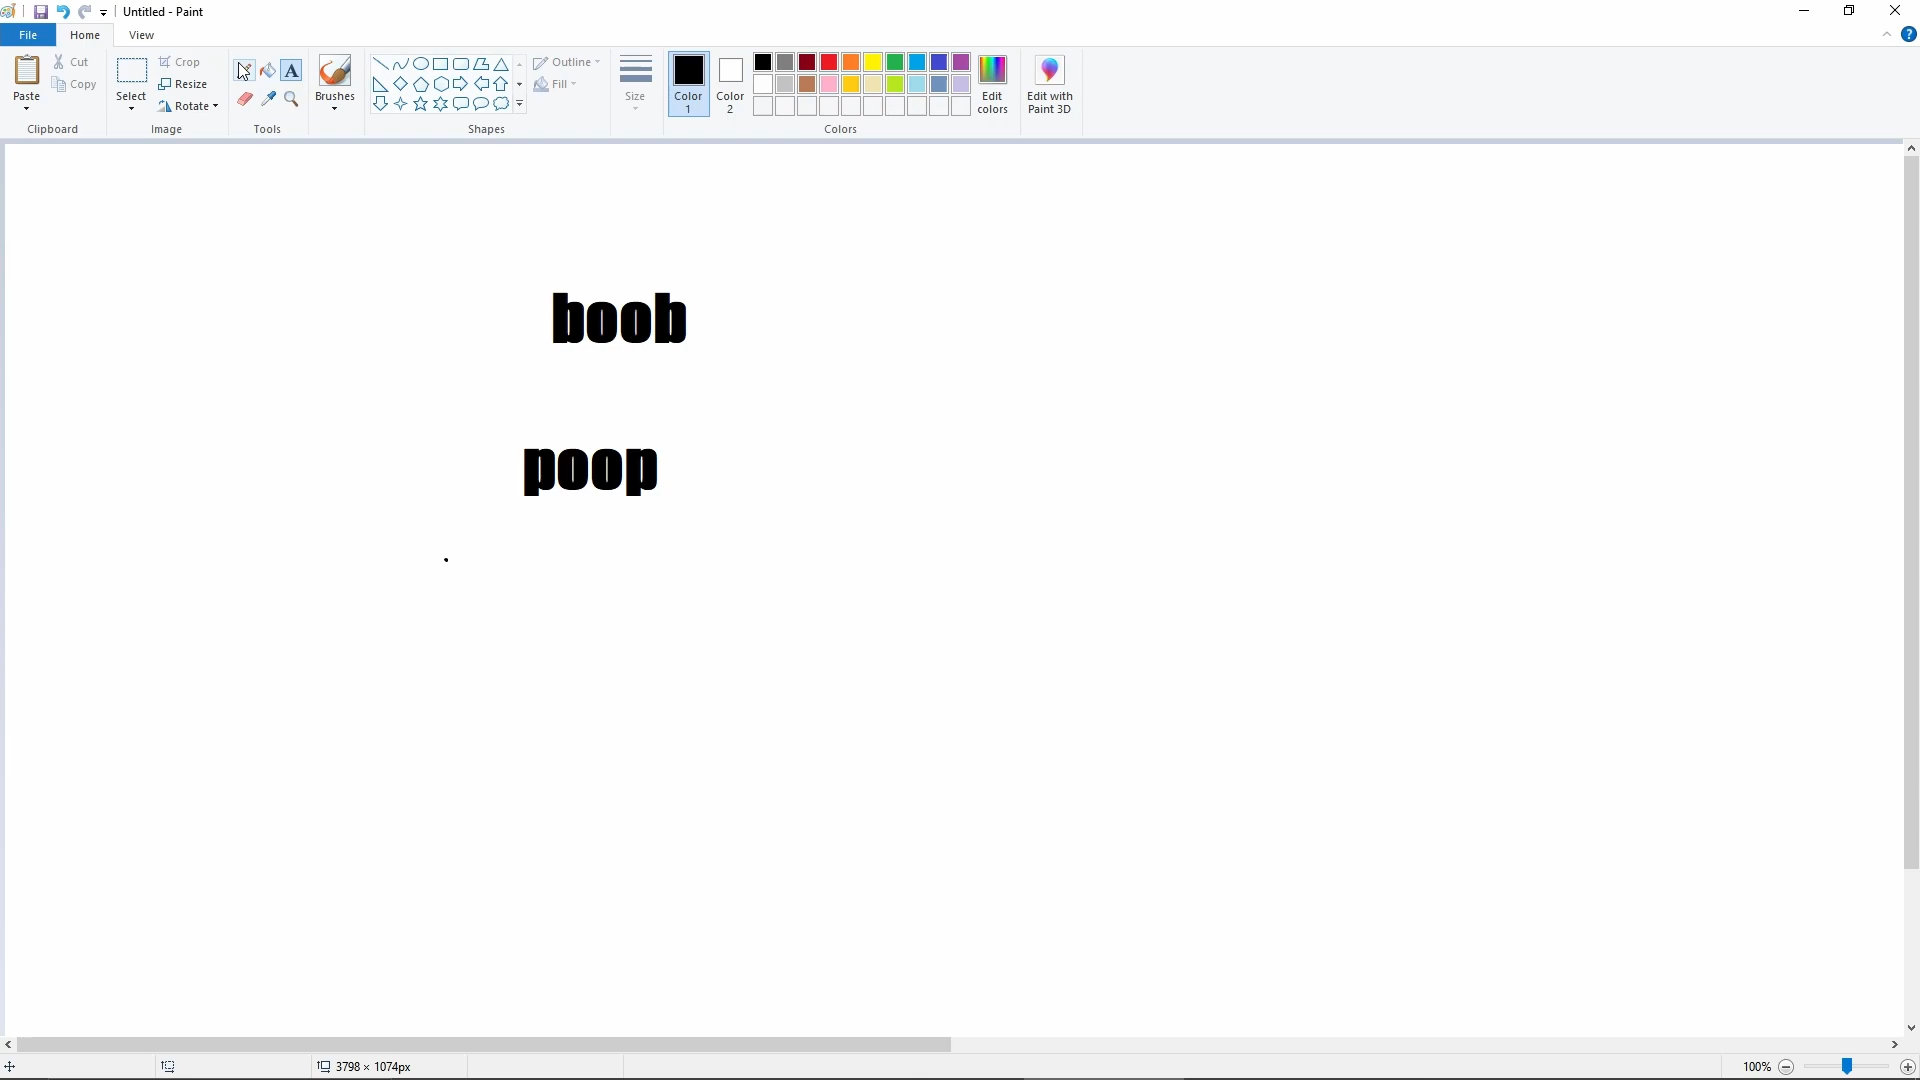 Untitled - Paint
File Home View
Paste
Cut
Copy
Clipboard
Select
Crop
Resize
Rotate
Image
A
Tools
Brushes
Shapes
Outline
Fill
Size
Color 1
Color 2
Colors
Edit colors
Edit with Paint 3D
?
boob
poop
3798 × 1074px
100%